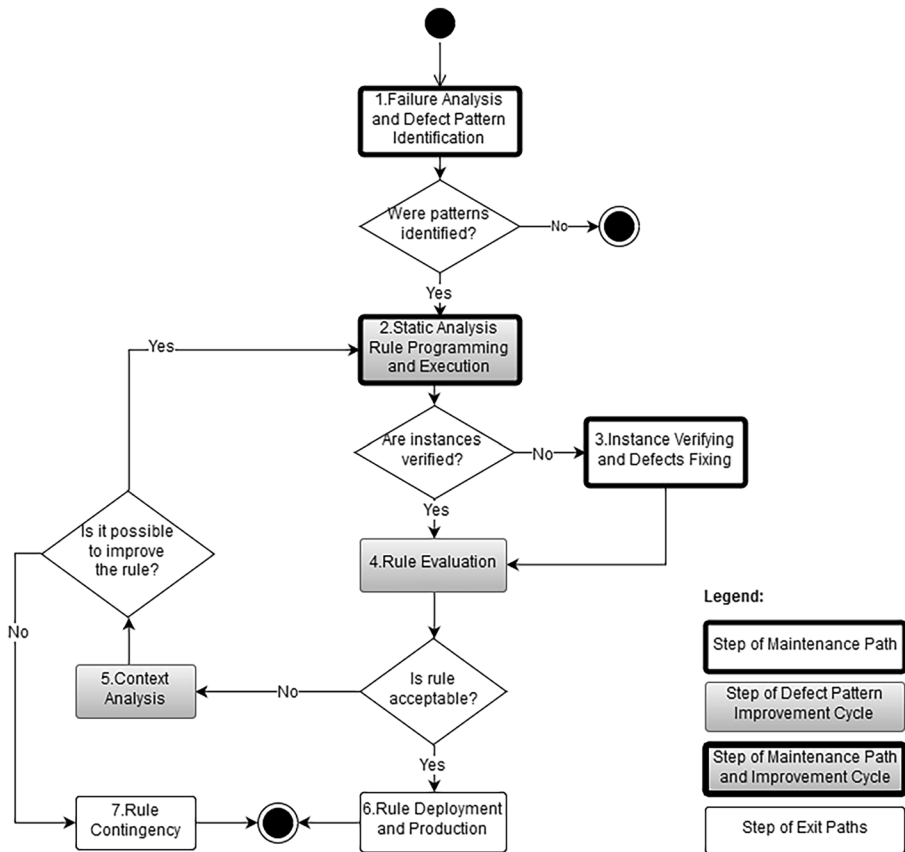 1.Failure Analysis
and Defect Pattern
Identification
Were patterns
identified?
No
Yes
2.Static Analysis
Rule Programming
and Execution
Yes
Are instances
verified?
No
3.Instance Verifying
and Defects Fixing
Yes
Is it possible
to improve
the rule?
4.Rule Evaluation
No
5.Context
Analysis
No
Is rule
acceptable?
Yes
7.Rule
Contingency
6.Rule Deployment
and Production
Legend:
Step of Maintenance Path
Step of Defect Pattern
Improvement Cycle
Step of Maintenance Path
and Improvement Cycle
Step of Exit Paths